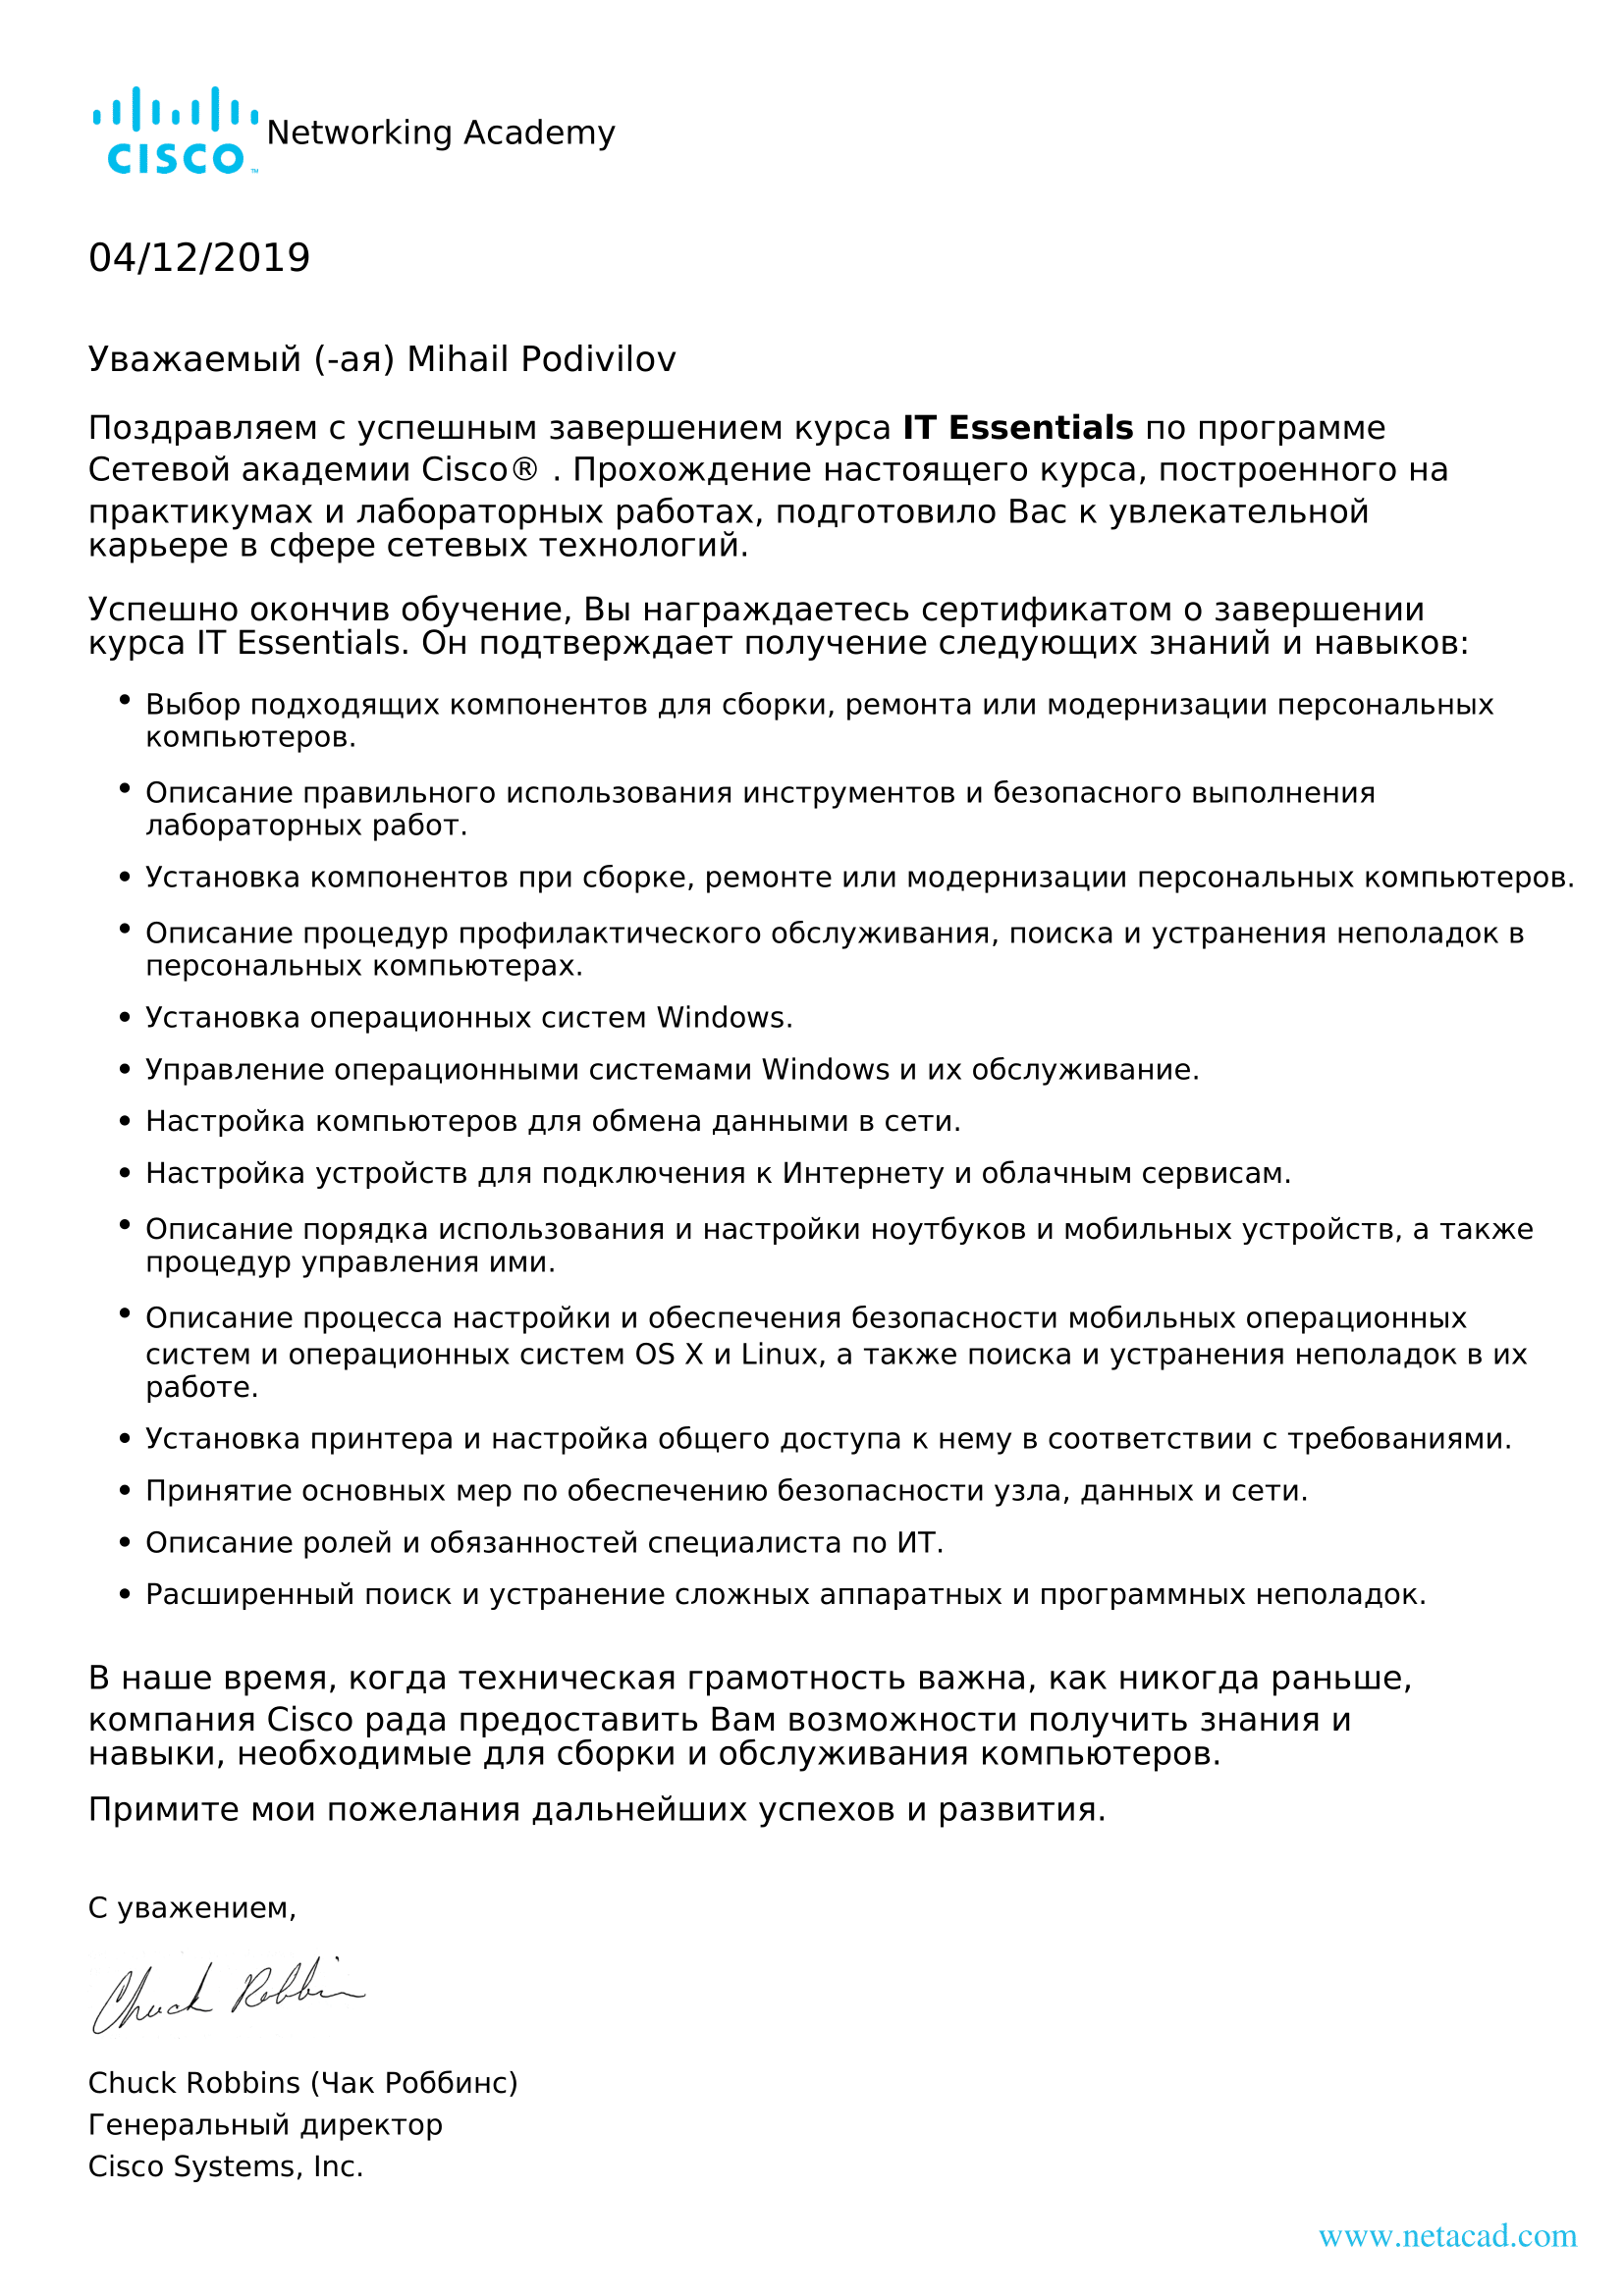 CISCO™ Networking Academy
04/12/2019
Уважаемый (-ая) Mihail Podivilov
Поздравляем с успешным завершением курса IT Essentials по программе
Сетевой академии Cisco® . Прохождение настоящего курса, построенного на
практикумах и лабораторных работах, подготовило Вас к увлекательной
карьере в сфере сетевых технологий.
Успешно окончив обучение, Вы награждаетесь сертификатом о завершении
курса IT Essentials. Он подтверждает получение следующих знаний и навыков:
• Выбор подходящих компонентов для сборки, ремонта или модернизации персональных
компьютеров.
• Описание правильного использования инструментов и безопасного выполнения
лабораторных работ.
• Установка компонентов при сборке, ремонте или модернизации персональных компьютеров.
• Описание процедур профилактического обслуживания, поиска и устранения неполадок в
персональных компьютерах.
• Установка операционных систем Windows.
• Управление операционными системами Windows и их обслуживание.
• Настройка компьютеров для обмена данными в сети.
• Настройка устройств для подключения к Интернету и облачным сервисам.
• Описание порядка использования и настройки ноутбуков и мобильных устройств, а также
процедур управления ими.
• Описание процесса настройки и обеспечения безопасности мобильных операционных
систем и операционных систем OS X и Linux, а также поиска и устранения неполадок в их
работе.
• Установка принтера и настройка общего доступа к нему в соответствии с требованиями.
• Принятие основных мер по обеспечению безопасности узла, данных и сети.
• Описание ролей и обязанностей специалиста по ИТ.
• Расширенный поиск и устранение сложных аппаратных и программных неполадок.
В наше время, когда техническая грамотность важна, как никогда раньше,
компания Cisco рада предоставить Вам возможности получить знания и
навыки, необходимые для сборки и обслуживания компьютеров.
Примите мои пожелания дальнейших успехов и развития.
С уважением,
Chuck Robbins
Chuck Robbins (Чак Роббинс)
Генеральный директор
Cisco Systems, Inc.
www.netacad.com